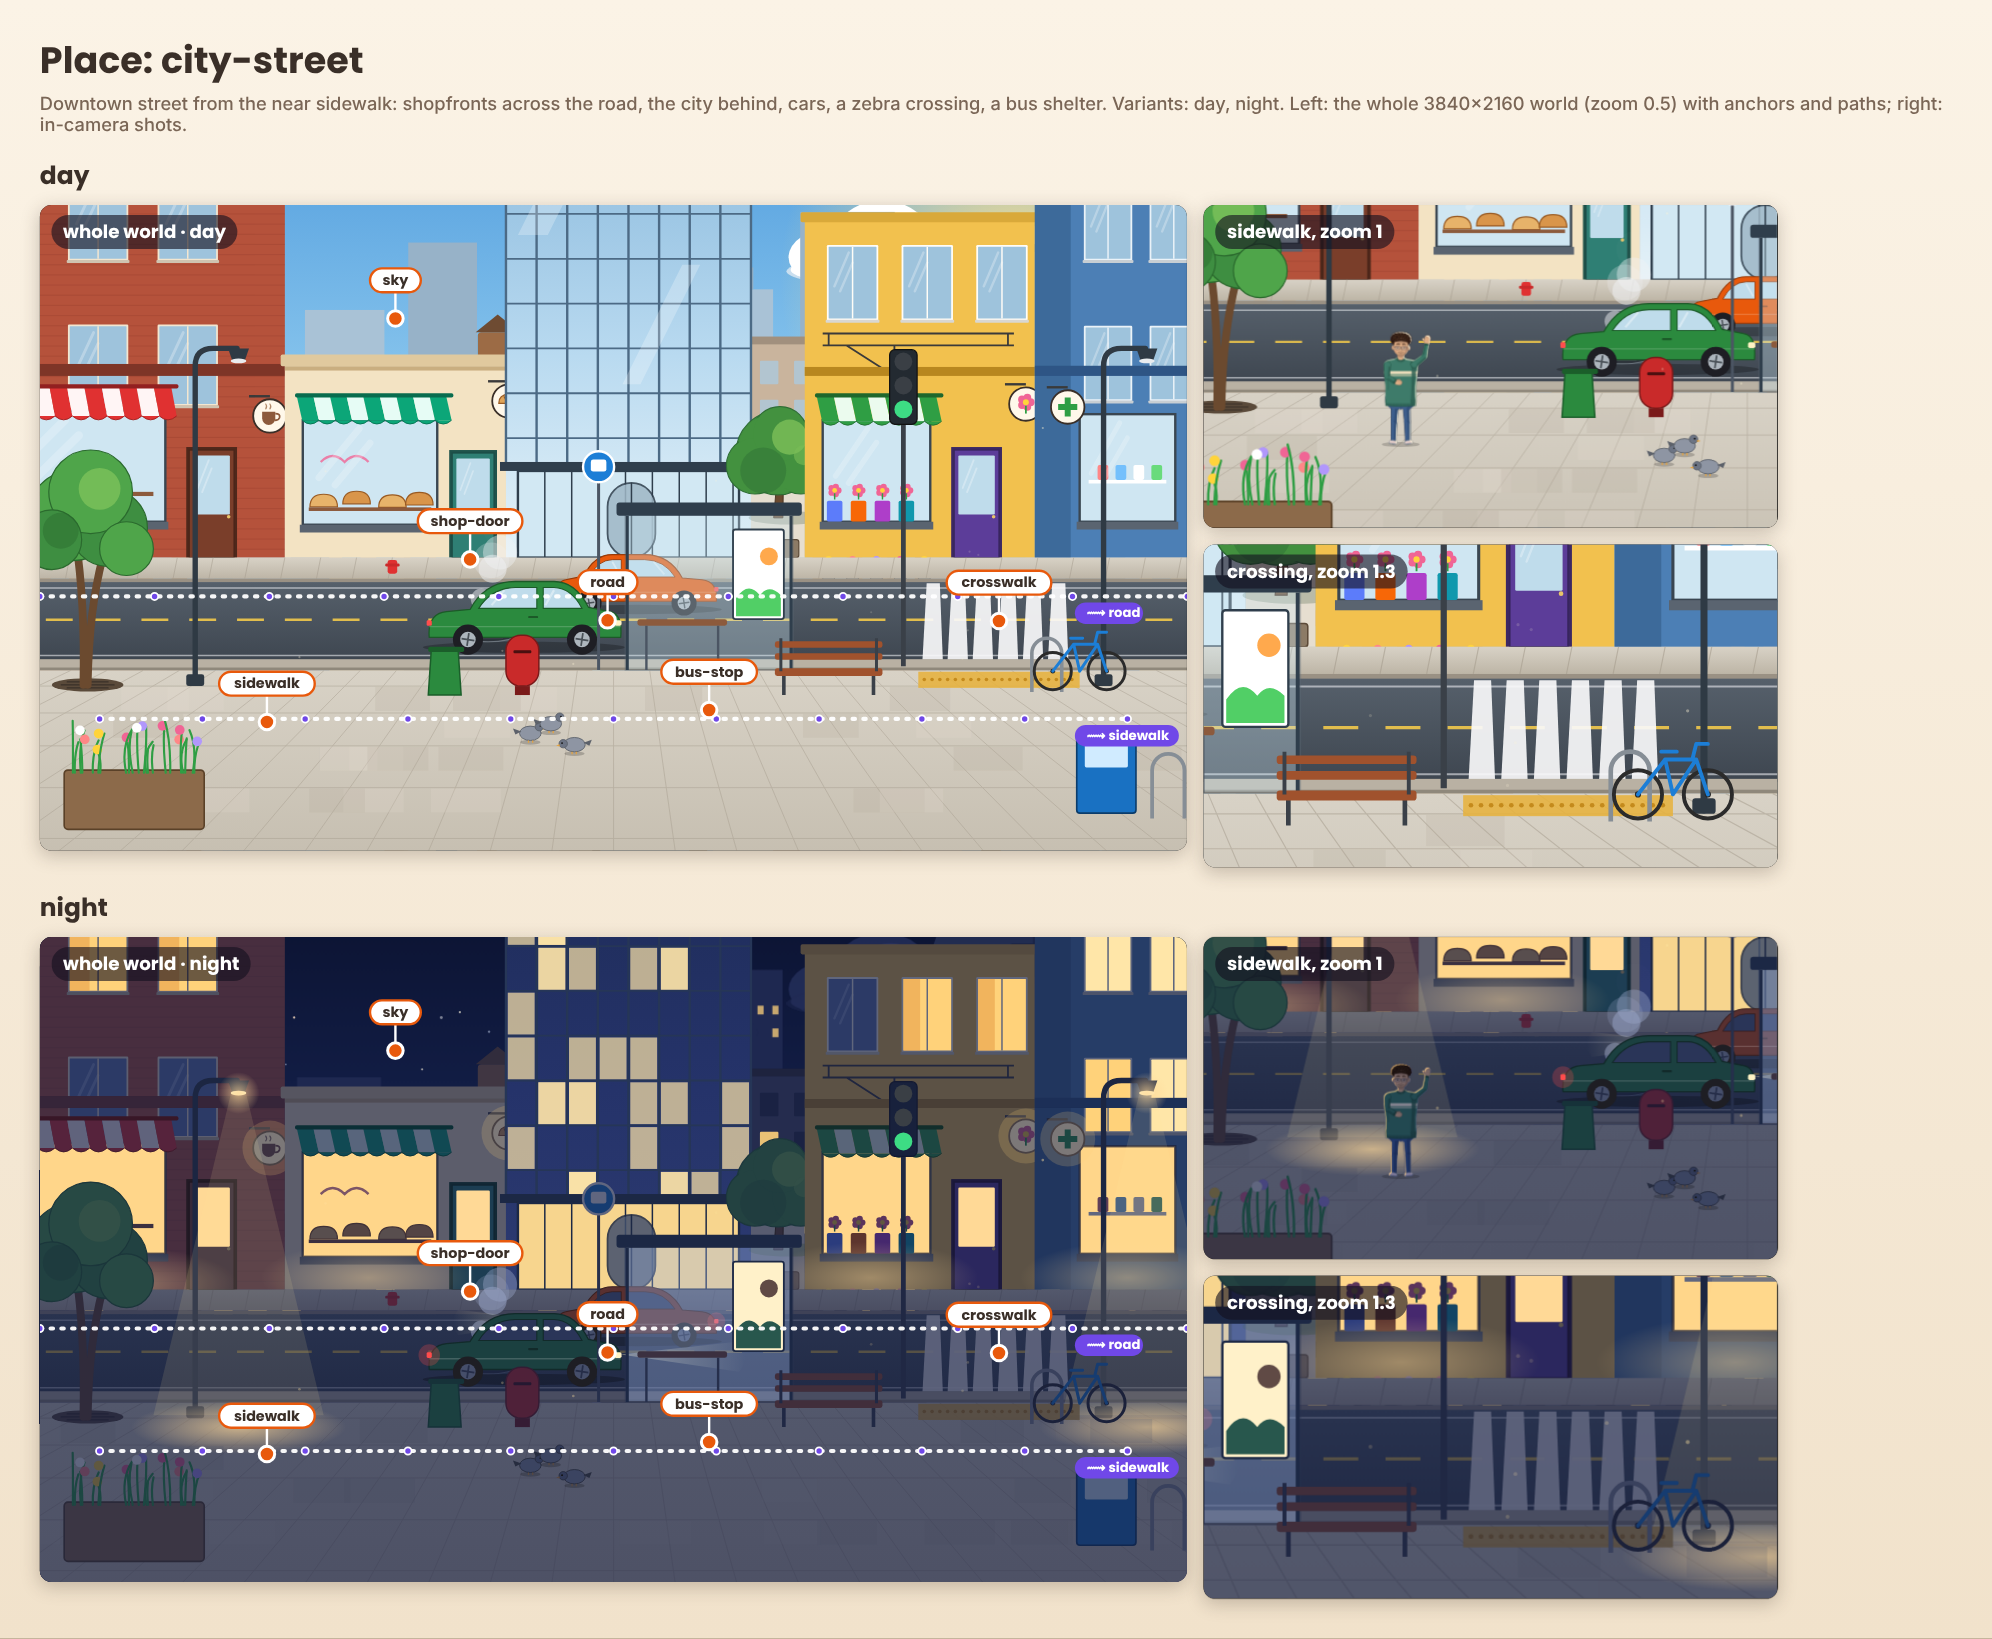 Place: city-street
Downtown street from the near sidewalk: shopfronts across the road, the city behind, cars, a zebra crossing, a bus shelter. Variants: day, night. Left: the whole 3840×2160 world (zoom 0.5) with anchors and paths; right:
in-camera shots.
day
whole world · day
sky
shop-door
road
crosswalk
⟿ road
bus-stop
sidewalk
⟿ sidewalk
sidewalk, zoom 1
crossing, zoom 1.3
night
whole world · night
sky
shop-door
road
crosswalk
⟿ road
bus-stop
sidewalk
⟿ sidewalk
sidewalk, zoom 1
crossing, zoom 1.3